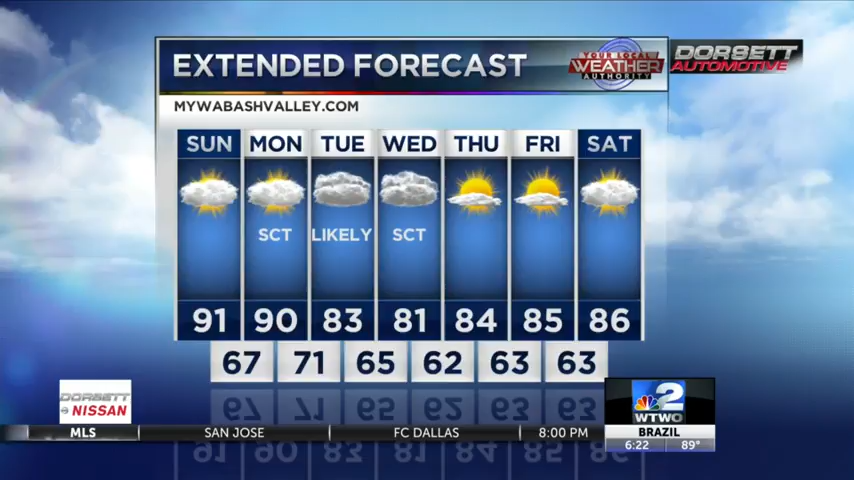 EXTENDED FORECAST
YOUR LOCAL
WEATHER
AUTHORITY
DORSETT
AUTOMOTIVE
MYWABASHVALLEY.COM
SUN MON TUE WED THU FRI SAT
SCT LIKELY SCT
91 90 83 81 84 85 86
67 71 65 62 63 63
DORSETT
NISSAN
2
WTWO
BRAZIL
6:22 89°
MLS SAN JOSE FC DALLAS 8:00 PM